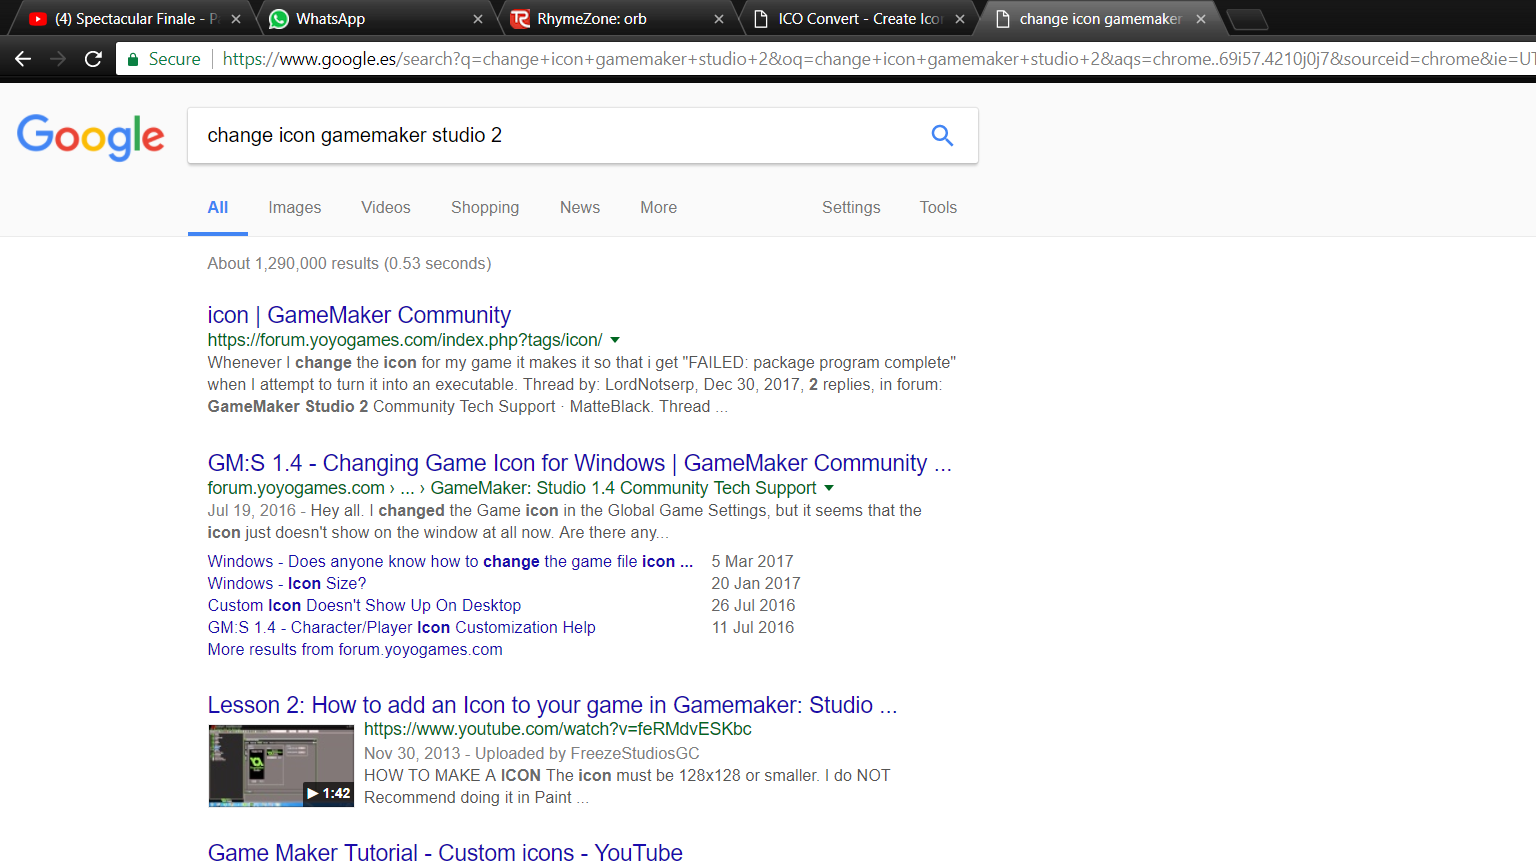 (4) Spectacular Finale - 
WhatsApp
RhymeZone: orb
ICO Convert - Create Ico
change icon gamemaker
Secure
https://www.google.es/search?q=change+icon+gamemaker+studio+2&oq=change+icon+gamemaker+studio+2&aqs=chrome..69i57.4210j0j7&sourceid=chrome&ie=UT
Google
change icon gamemaker studio 2
All Images Videos Shopping News More Settings Tools
About 1,290,000 results (0.53 seconds)
icon | GameMaker Community
https://forum.yoyogames.com/index.php?tags/icon/
Whenever I change the icon for my game it makes it so that i get "FAILED: package program complete"
when I attempt to turn it into an executable. Thread by: LordNotserp, Dec 30, 2017, 2 replies, in forum:
GameMaker Studio 2 Community Tech Support · MatteBlack. Thread ...
GM:S 1.4 - Changing Game Icon for Windows | GameMaker Community ...
forum.yoyogames.com › ... › GameMaker: Studio 1.4 Community Tech Support
Jul 19, 2016 - Hey all. I changed the Game icon in the Global Game Settings, but it seems that the
icon just doesn't show on the window at all now. Are there any...
Windows - Does anyone know how to change the game file icon ... 5 Mar 2017
Windows - Icon Size? 20 Jan 2017
Custom Icon Doesn't Show Up On Desktop 26 Jul 2016
GM:S 1.4 - Character/Player Icon Customization Help 11 Jul 2016
More results from forum.yoyogames.com
Lesson 2: How to add an Icon to your game in Gamemaker: Studio ...
https://www.youtube.com/watch?v=feRMdvESKbc
Nov 30, 2013 - Uploaded by FreezeStudiosGC
HOW TO MAKE A ICON The icon must be 128x128 or smaller. I do NOT
Recommend doing it in Paint ...
1:42
Game Maker Tutorial - Custom icons - YouTube